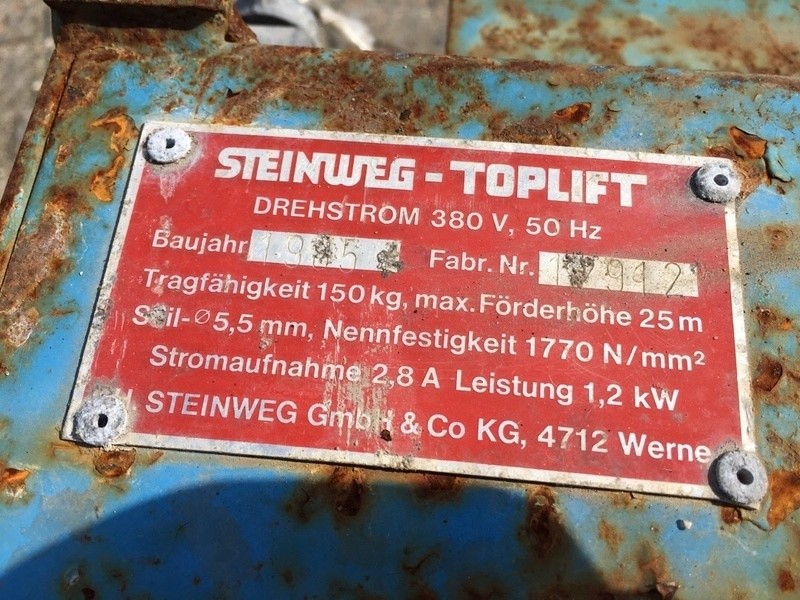 STEINWEG - TOPLIFT
DREHSTROM 380 V, 50 Hz
Baujahr Fabr. Nr.
Tragfähigkeit 150 kg, max. Förderhöhe 25 m
Seil-Ø 5,5 mm, Nennfestigkeit 1770 N/mm²
Stromaufnahme 2,8 A Leistung 1,2 kW
STEINWEG GmbH & Co KG, 4712 Werne